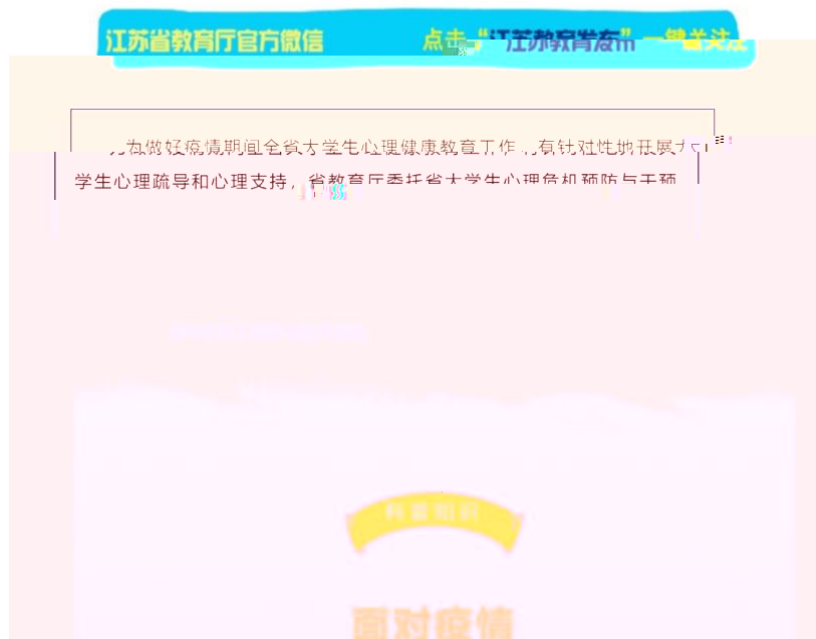 江苏省教育厅官方微信 点击“江苏教育发布”一键关注
为做好疫情期间全省大学生心理健康教育工作，有针对性地开展大
学生心理疏导和心理支持，省教育厅委托省大学生心理危机预防与干预
科普知识
面对疫情